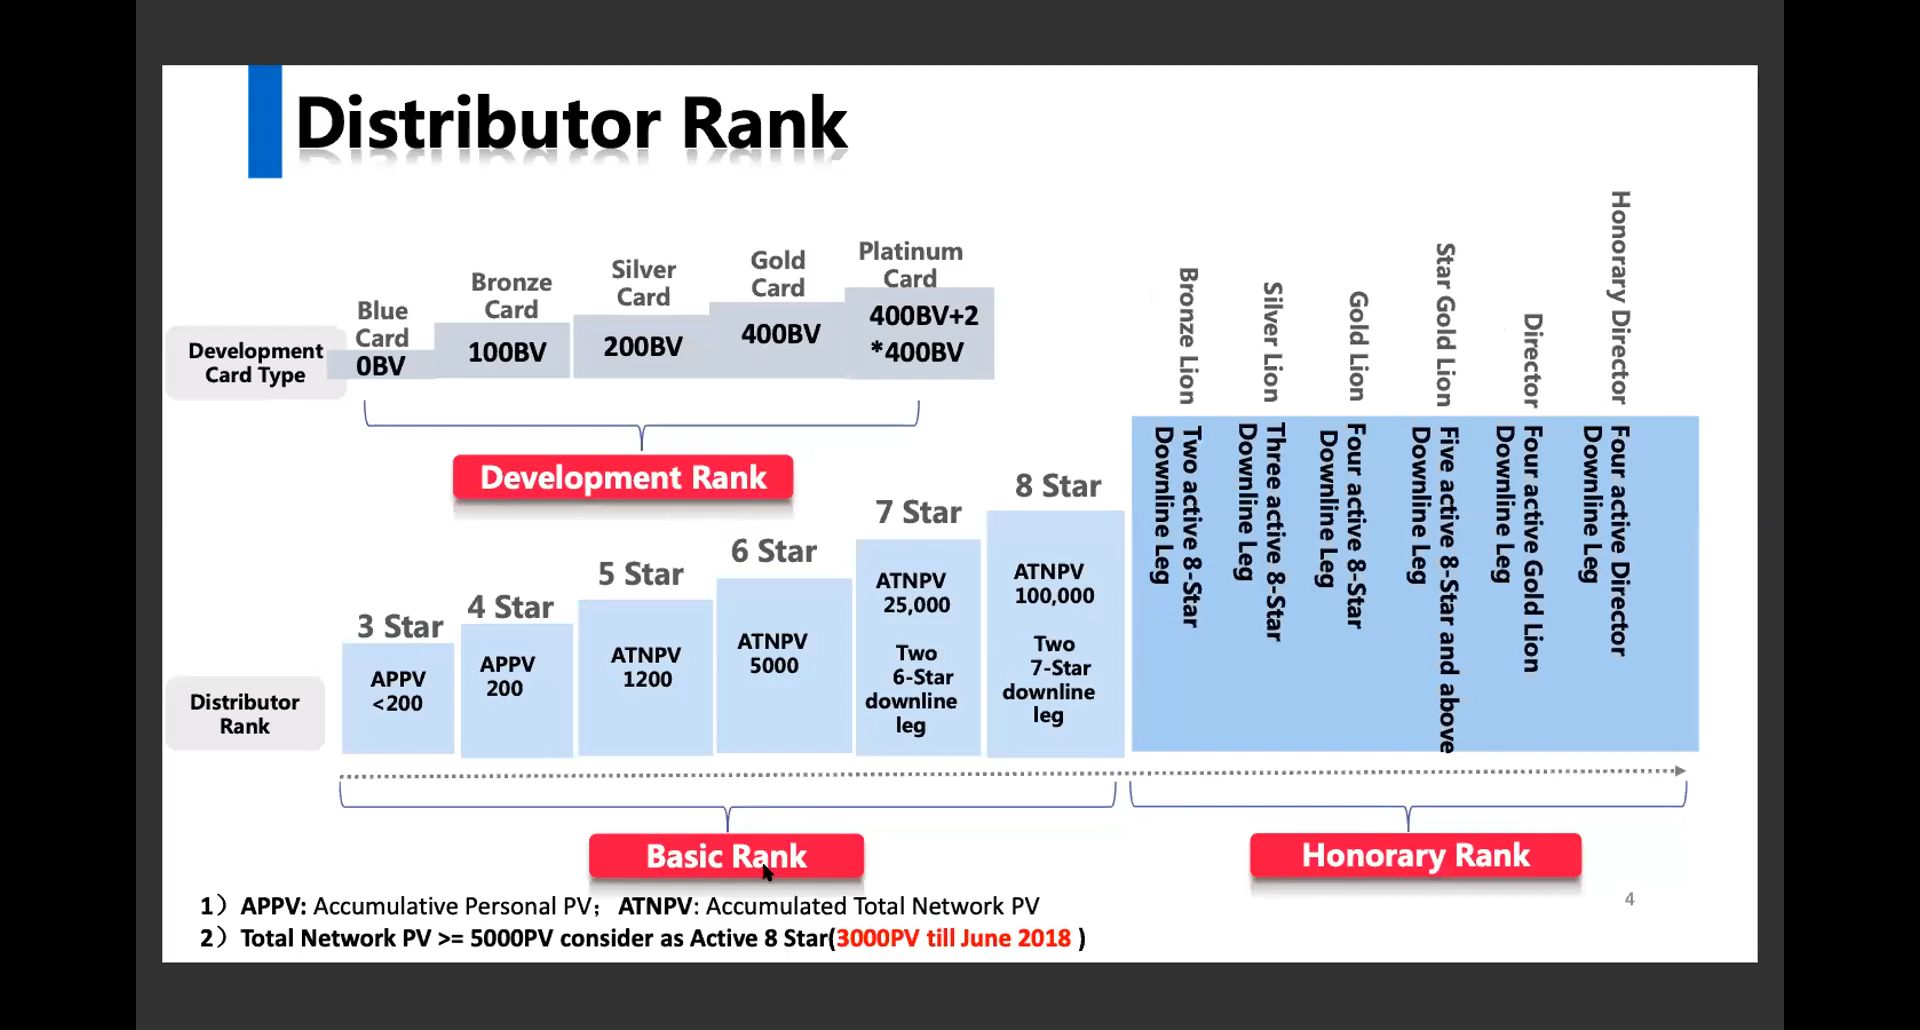 Distributor Rank
Development
Card Type
Blue
Card
0BV
Bronze
Card
100BV
Silver
Card
200BV
Gold
Card
400BV
Platinum
Card
400BV+2
*400BV
Development Rank
Distributor
Rank
3 Star
APPV
<200
4 Star
APPV
200
5 Star
ATNPV
1200
6 Star
ATNPV
5000
7 Star
ATNPV
25,000
Two
6-Star
downline
leg
8 Star
ATNPV
100,000
Two
7-Star
downline
leg
Bronze Lion
Two active 8-Star
Downline Leg
Silver Lion
Three active 8-Star
Downline Leg
Gold Lion
Four active 8-Star
Downline Leg
Star Gold Lion
Five active 8-Star and above
Downline Leg
Director
Four active Gold Lion
Downline Leg
Honorary Director
Four active Director
Downline Leg
Basic Rank
Honorary Rank
1）APPV: Accumulative Personal PV；ATNPV: Accumulated Total Network PV
2）Total Network PV >= 5000PV consider as Active 8 Star(3000PV till June 2018 )
4